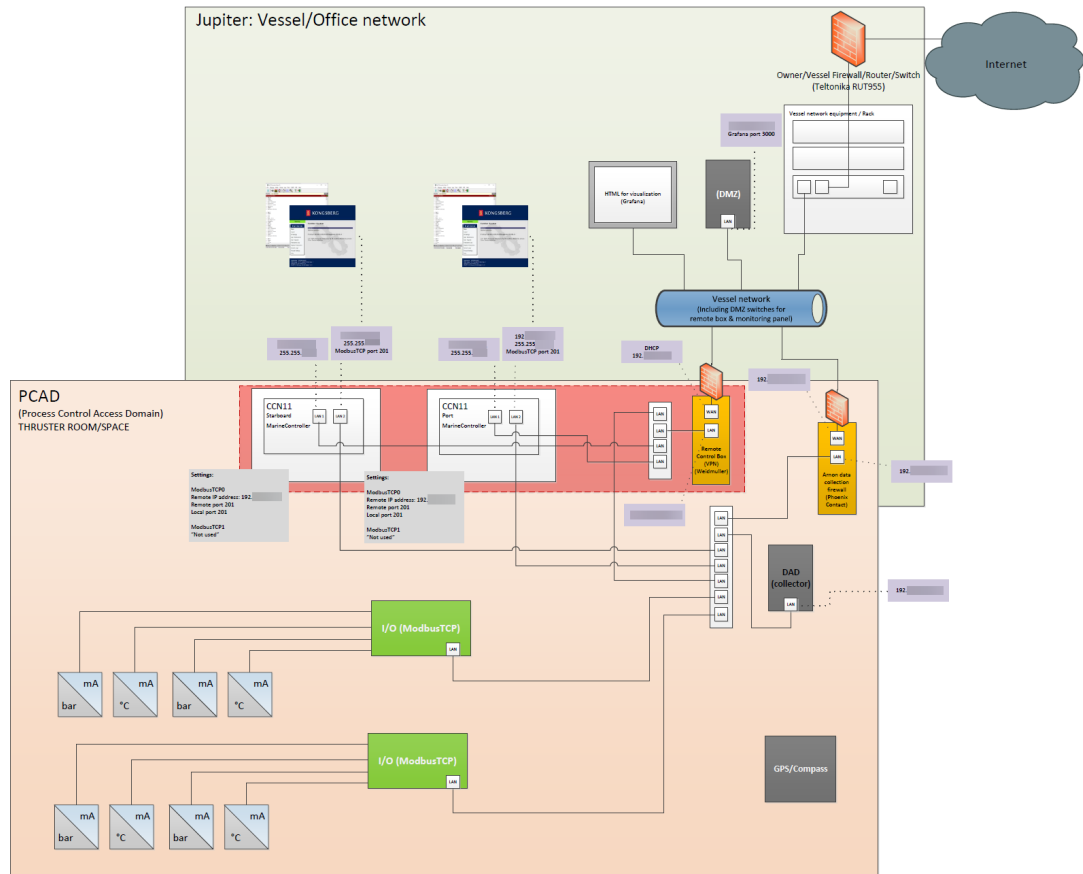 Jupiter: Vessel/Office network
Internet
Owner/Vessel Firewall/Router/Switch
(Teltonika RUT955)
Vessel network equipment / Rack
Grafana port 3000
HTML for visualization
(Grafana)
(DMZ)
LAN
KONGSBERG
KONGSBERG
Vessel network
(Including DMZ switches for
remote box & monitoring panel)
255.255.
255.255.
ModbusTCP port 201
255.255.
192.
255.255
ModbusTCP port 201
DHCP
192.
192.
PCAD
(Process Control Access Domain)
THRUSTER ROOM/SPACE
CCN11
Starboard
MarineController
LAN 1
LAN 2
CCN11
Port
MarineController
LAN 1
LAN 2
LAN
LAN
LAN
LAN
WAN
LAN
Remote
Control Box
(VPN)
(Weidmuller)
WAN
LAN
Aimon data
collection
firewall
(Phoenix
Contact)
192.
Settings:
ModbusTCP0
Remote IP address: 192.
Remote port 201
Local port 201
ModbusTCP1
"Not used"
Settings:
ModbusTCP0
Remote IP address: 192.
Remote port 201
Local port 201
ModbusTCP1
"Not used"
LAN
LAN
LAN
LAN
LAN
LAN
LAN
DAD
(collector)
LAN
192.
I/O (ModbusTCP)
LAN
mA
bar
mA
°C
mA
bar
mA
°C
I/O (ModbusTCP)
LAN
mA
bar
mA
°C
mA
bar
mA
°C
GPS/Compass